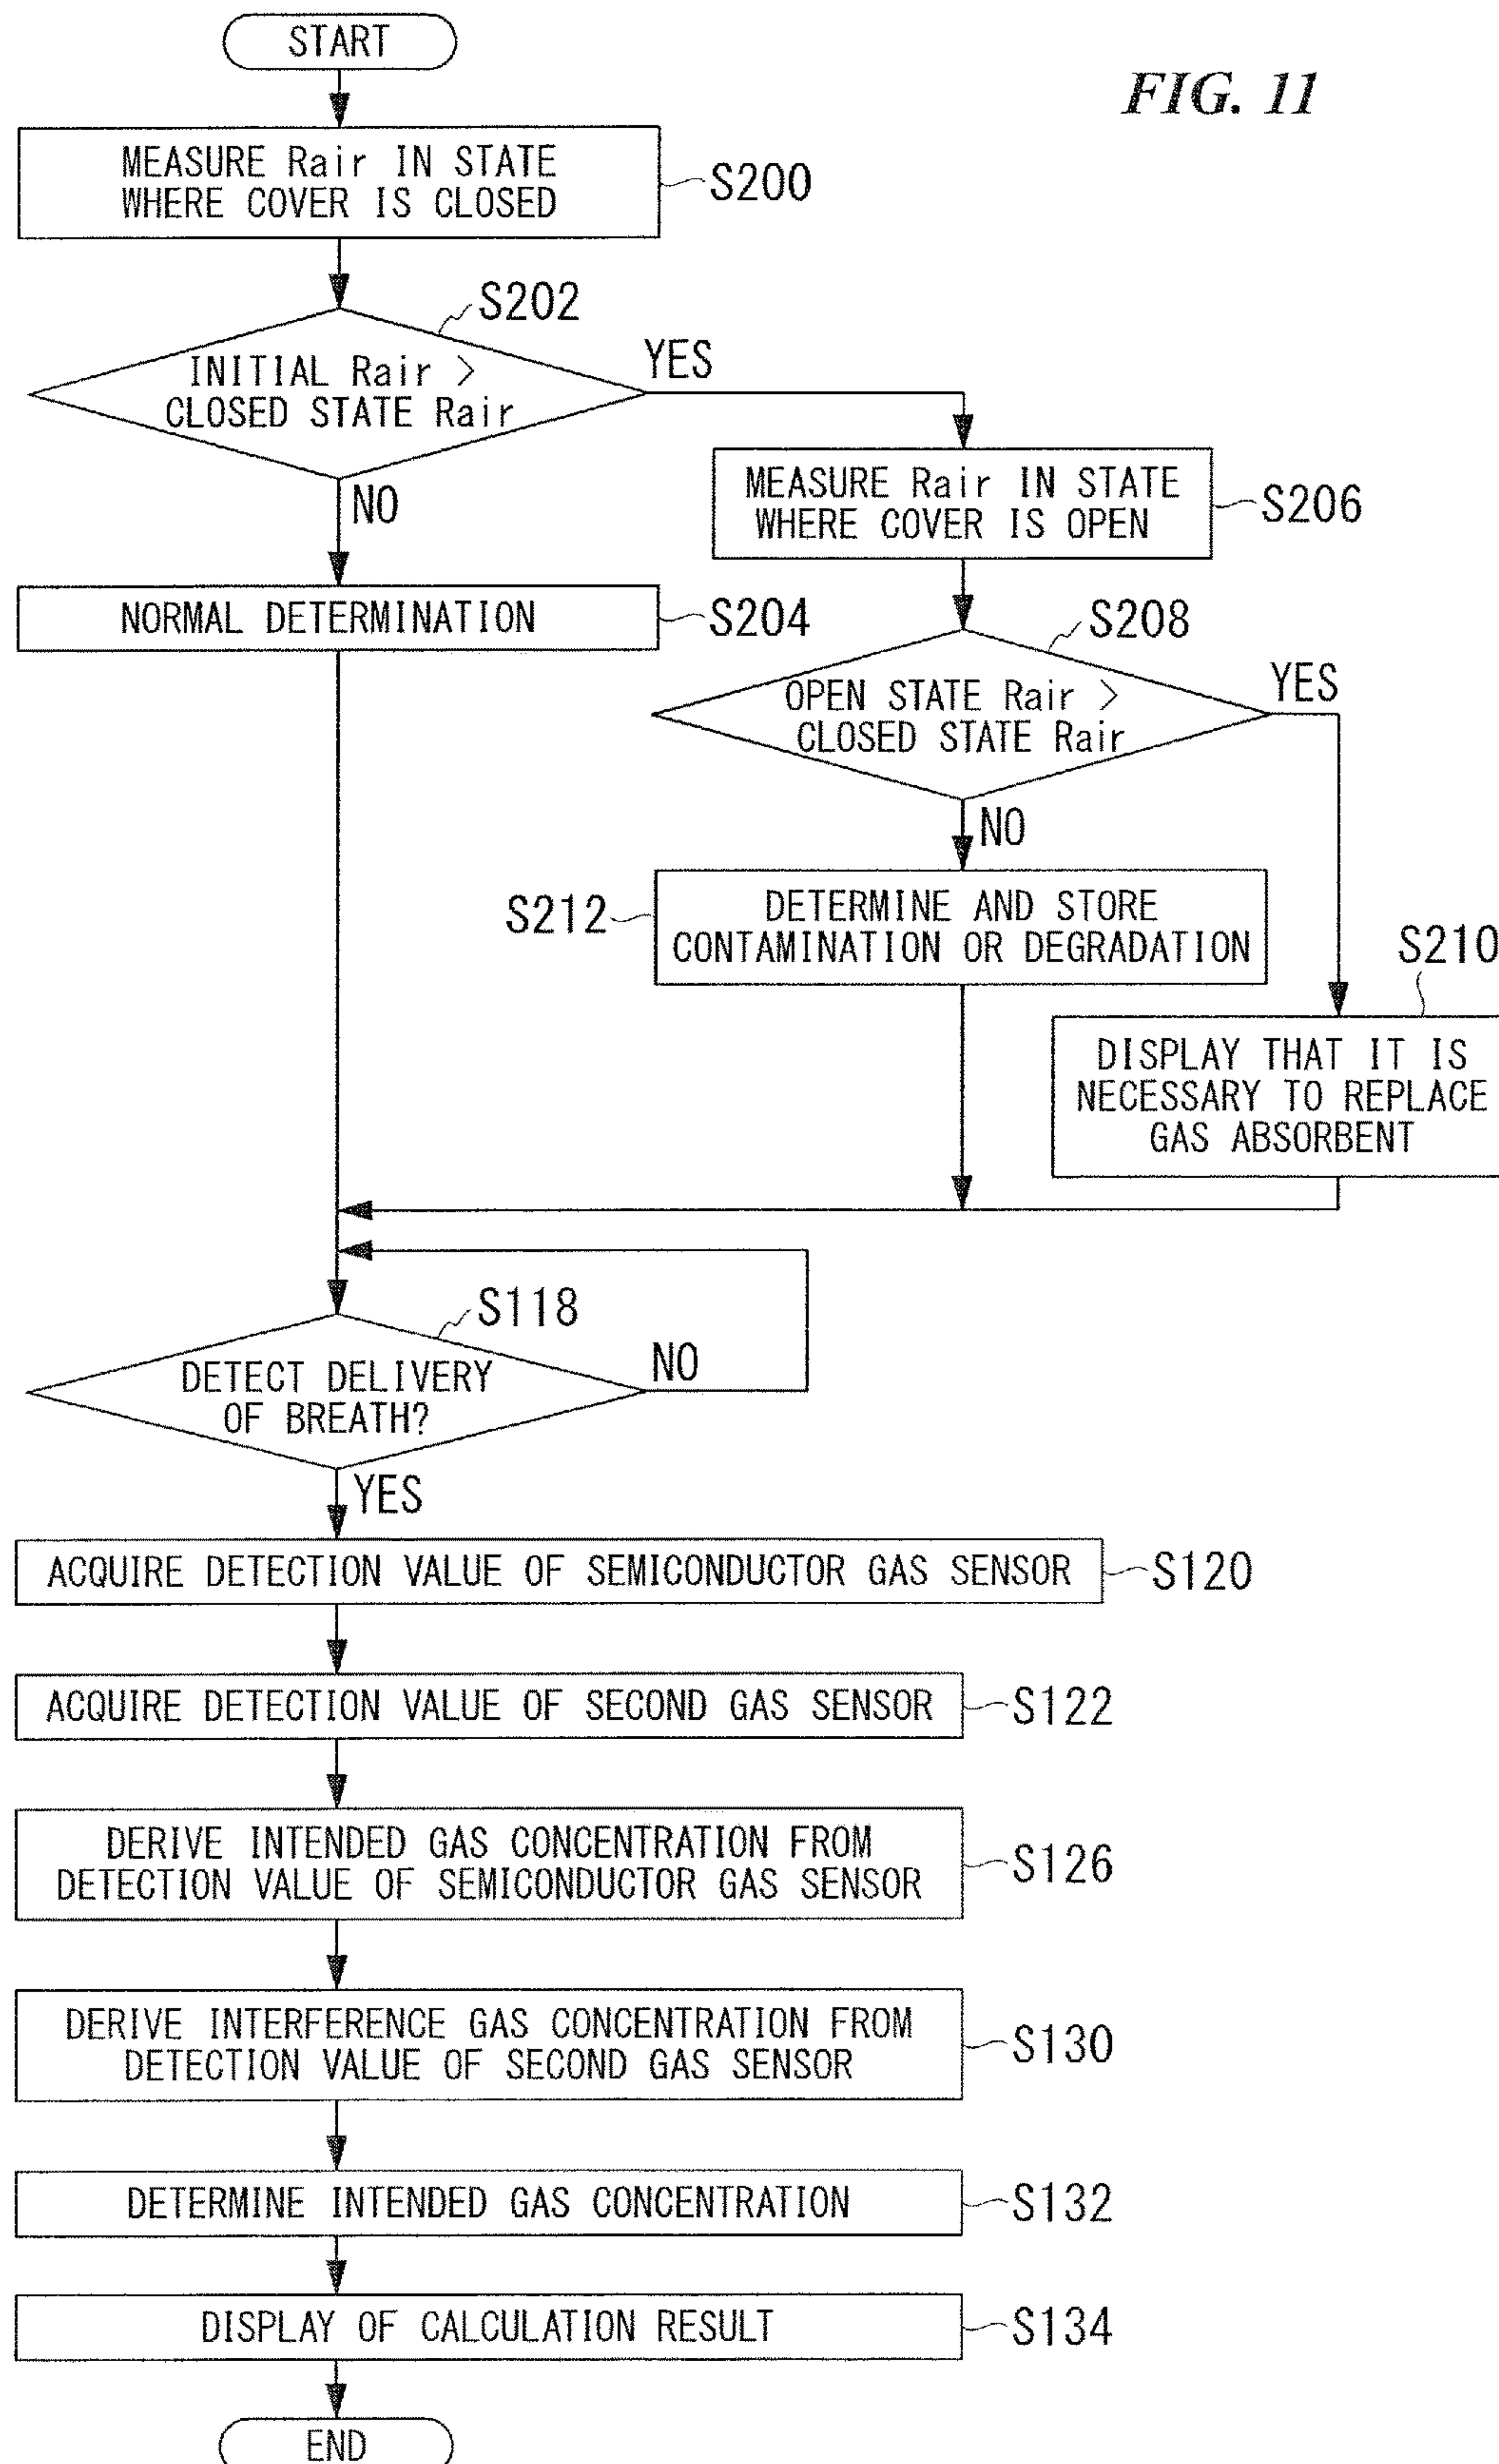 START
FIG. 11
MEASURE Rair IN STATE
WHERE COVER IS CLOSED
S200
S202
INITIAL Rair >
CLOSED STATE Rair
YES
NO
MEASURE Rair IN STATE
WHERE COVER IS OPEN
S206
NORMAL DETERMINATION
S204
S208
OPEN STATE Rair >
CLOSED STATE Rair
YES
NO
S212
DETERMINE AND STORE
CONTAMINATION OR DEGRADATION
S210
DISPLAY THAT IT IS
NECESSARY TO REPLACE
GAS ABSORBENT
S118
DETECT DELIVERY
OF BREATH?
NO
YES
ACQUIRE DETECTION VALUE OF SEMICONDUCTOR GAS SENSOR
S120
ACQUIRE DETECTION VALUE OF SECOND GAS SENSOR
S122
DERIVE INTENDED GAS CONCENTRATION FROM
DETECTION VALUE OF SEMICONDUCTOR GAS SENSOR
S126
DERIVE INTERFERENCE GAS CONCENTRATION FROM
DETECTION VALUE OF SECOND GAS SENSOR
S130
DETERMINE INTENDED GAS CONCENTRATION
S132
DISPLAY OF CALCULATION RESULT
S134
END